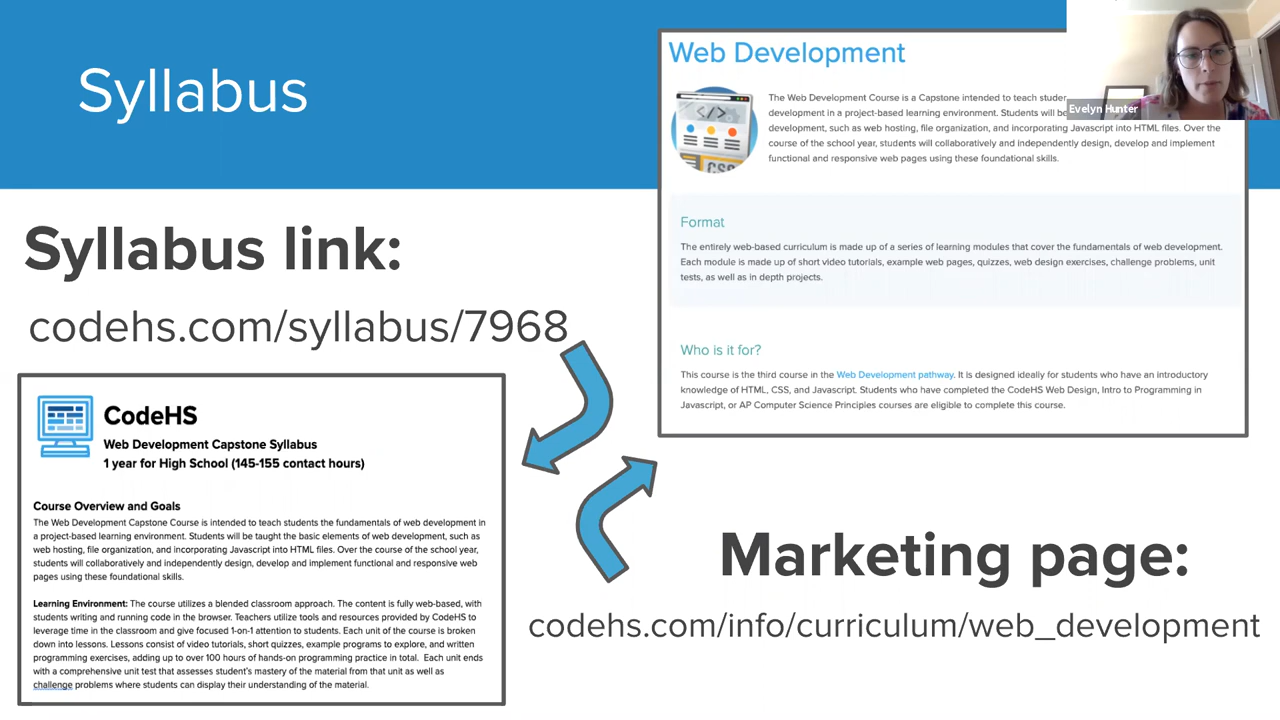 Syllabus
Syllabus link:
codehs.com/syllabus/7968
CodeHS
Web Development Capstone Syllabus
1 year for High School (145-155 contact hours)
Course Overview and Goals
The Web Development Capstone Course is intended to teach students the fundamentals of web development in
a project-based learning environment. Students will be taught the basic elements of web development, such as
web hosting, file organization, and incorporating Javascript into HTML files. Over the course of the school year,
students will collaboratively and independently design, develop and implement functional and responsive web
pages using these foundational skills.
Learning Environment: The course utilizes a blended classroom approach. The content is fully web-based, with
students writing and running code in the browser. Teachers utilize tools and resources provided by CodeHS to
leverage time in the classroom and give focused 1-on-1 attention to students. Each unit of the course is broken
down into lessons. Lessons consist of video tutorials, short quizzes, example programs to explore, and written
programming exercises, adding up to over 100 hours of hands-on programming practice in total. Each unit ends
with a comprehensive unit test that assesses student's mastery of the material from that unit as well as
challenge problems where students can display their understanding of the material.
Web Development
</>
CSS
The Web Development Course is a Capstone intended to teach
development in a project-based learning environment. Students will
development, such as web hosting, file organization, and incorporating Javascript into HTML files. Over the
course of the school year, students will collaboratively and independently design, develop and implement
functional and responsive web pages using these foundational skills.
Format
The entirely web-based curriculum is made up of a series of learning modules that cover the fundamentals of web development.
Each module is made up of short video tutorials, example web pages, quizzes, web design exercises, challenge problems, unit
tests, as well as in depth projects.
Who is it for?
This course is the third course in the Web Development pathway. It is designed ideally for students who have an introductory
knowledge of HTML, CSS, and Javascript. Students who have completed the CodeHS Web Design, Intro to Programming in
Javascript, or AP Computer Science Principles courses are eligible to complete this course.
Evelyn Hunter
Marketing page:
codehs.com/info/curriculum/web_development